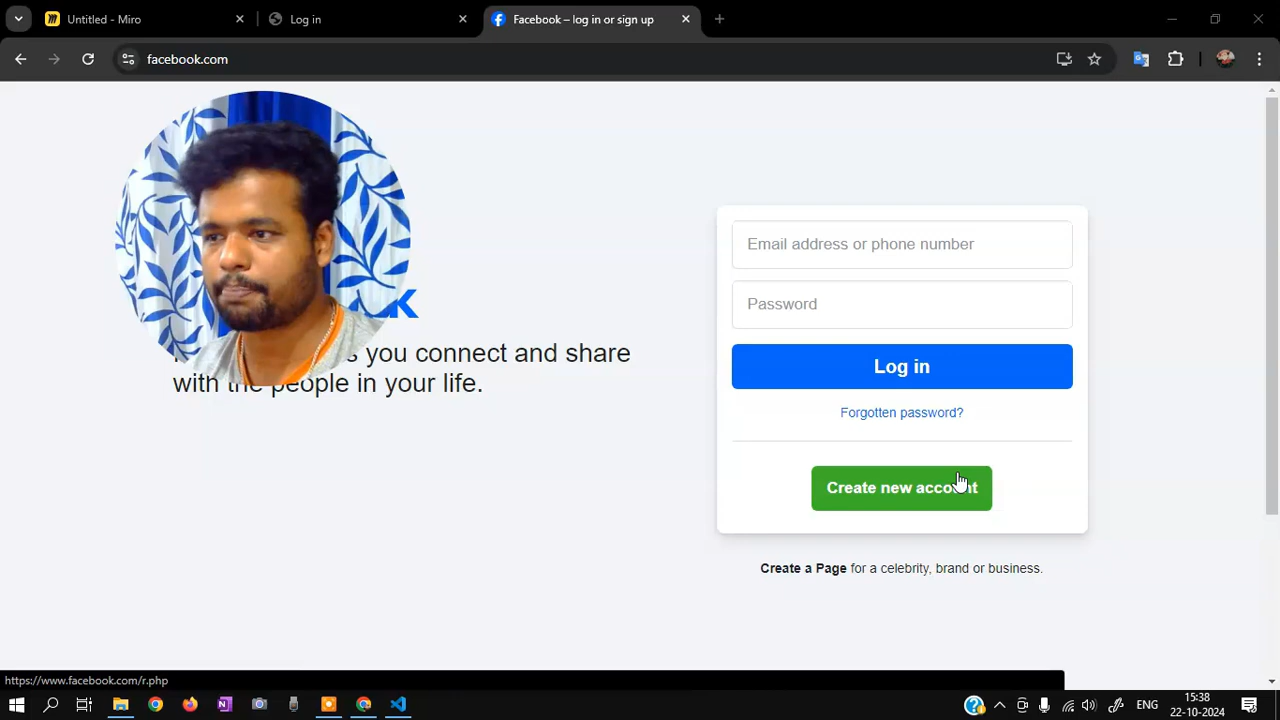 Untitled - Miro
Log in
Facebook – log in or sign up
facebook.com
Email address or phone number
Password
you connect and share
with the people in your life.
Log in
Forgotten password?
Create new account
Create a Page for a celebrity, brand or business.
https://www.facebook.com/r.php
ENG
15:38
22-10-2024